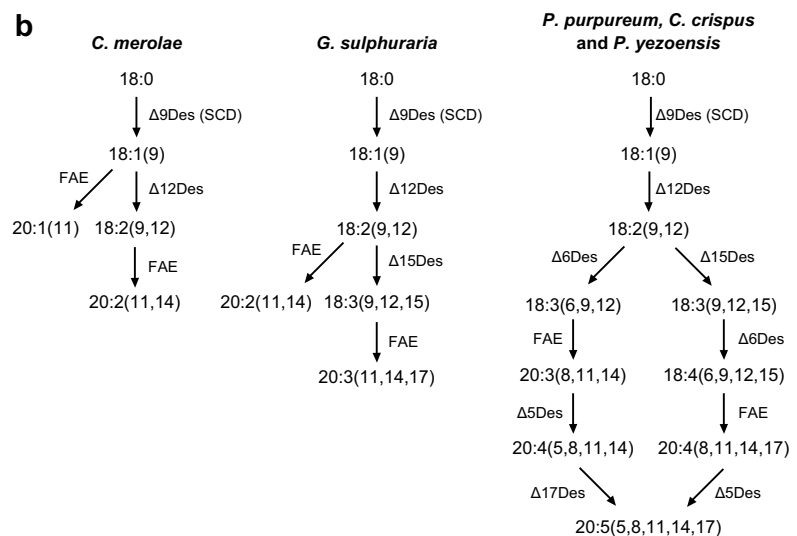 b
C. merolae
18:0
Δ9Des (SCD)
18:1(9)
FAE
Δ12Des
20:1(11)
18:2(9,12)
FAE
20:2(11,14)
G. sulphuraria
18:0
Δ9Des (SCD)
18:1(9)
Δ12Des
18:2(9,12)
FAE
Δ15Des
20:2(11,14)
18:3(9,12,15)
FAE
20:3(11,14,17)
P. purpureum, C. crispus
and P. yezoensis
18:0
Δ9Des (SCD)
18:1(9)
Δ12Des
18:2(9,12)
Δ6Des
Δ15Des
18:3(6,9,12)
18:3(9,12,15)
FAE
Δ6Des
20:3(8,11,14)
18:4(6,9,12,15)
Δ5Des
FAE
20:4(5,8,11,14)
20:4(8,11,14,17)
Δ17Des
Δ5Des
20:5(5,8,11,14,17)